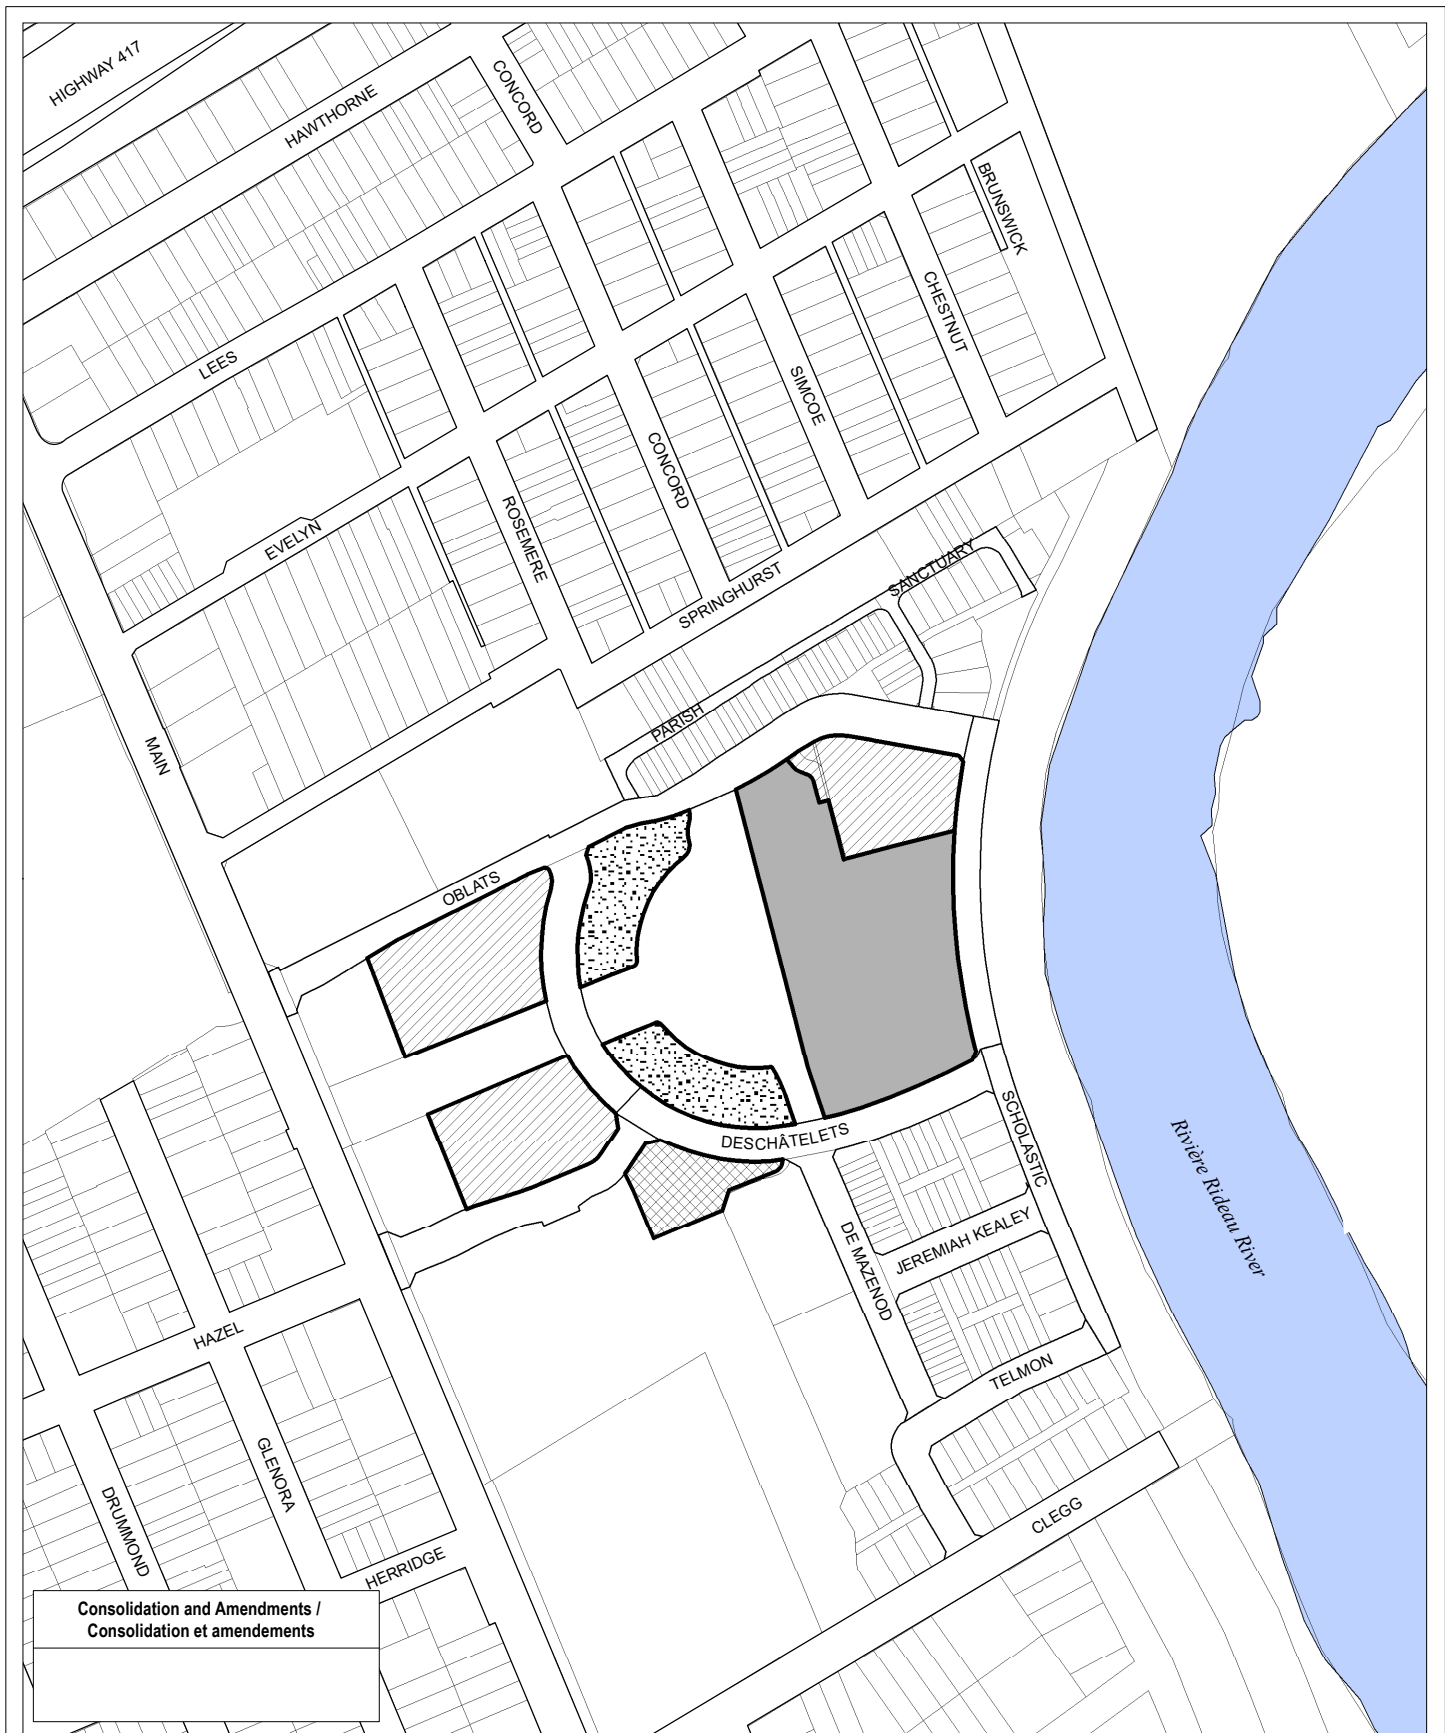 HIGHWAY 417
HAWTHORNE
CONCORD
BRUNSWICK
LEES
CHESTNUT
SIMCOE
CONCORD
ROSEMERE
EVELYN
SPRINGHURST
SANCTUARY
PARISH
MAIN
OBLATS
DESCHÂTELETS
SCHOLASTIC
Rivière Rideau River
JEREMIAH KEALEY
DE MAZENOD
TELMON
HAZEL
GLENORA
DRUMMOND
CLEGG
HERRIDGE
Consolidation and Amendments /
Consolidation et amendements